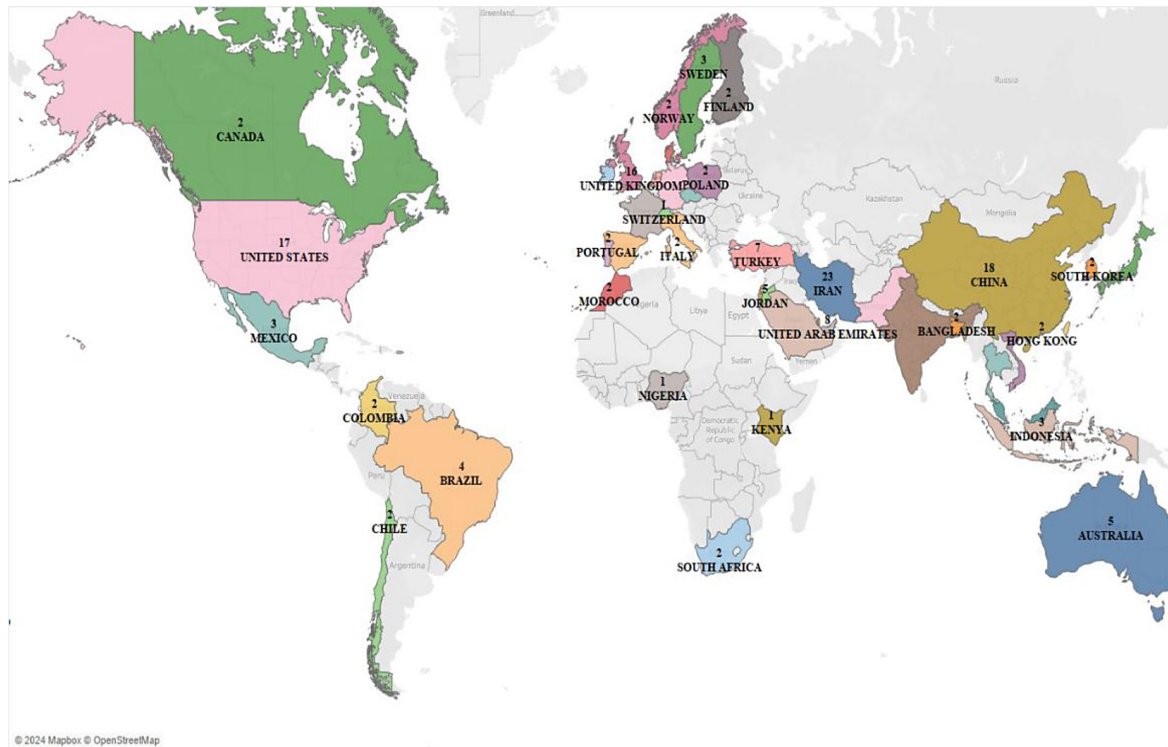 Greenland
Russia
3
SWEDEN
2
FINLAND
2
NORWAY
2
CANADA
16
UNITED KINGDOM
2
POLAND
Belarus
Ukraine
Kazakhstan
Mongolia
1
SWITZERLAND
17
UNITED STATES
2
PORTUGAL
2
ITALY
7
TURKEY
23
IRAN
Iraq
18
CHINA
2
SOUTH KOREA
2
MOROCCO
Algeria
Libya
Egypt
5
JORDAN
8
UNITED ARAB EMIRATES
2
BANGLADESH
2
HONG KONG
3
MEXICO
Sudan
Yemen
1
NIGERIA
1
KENYA
Democratic
Republic
of Congo
3
INDONESIA
Venezuela
2
COLOMBIA
4
BRAZIL
Peru
2
CHILE
Argentina
2
SOUTH AFRICA
5
AUSTRALIA
© 2024 Mapbox © OpenStreetMap